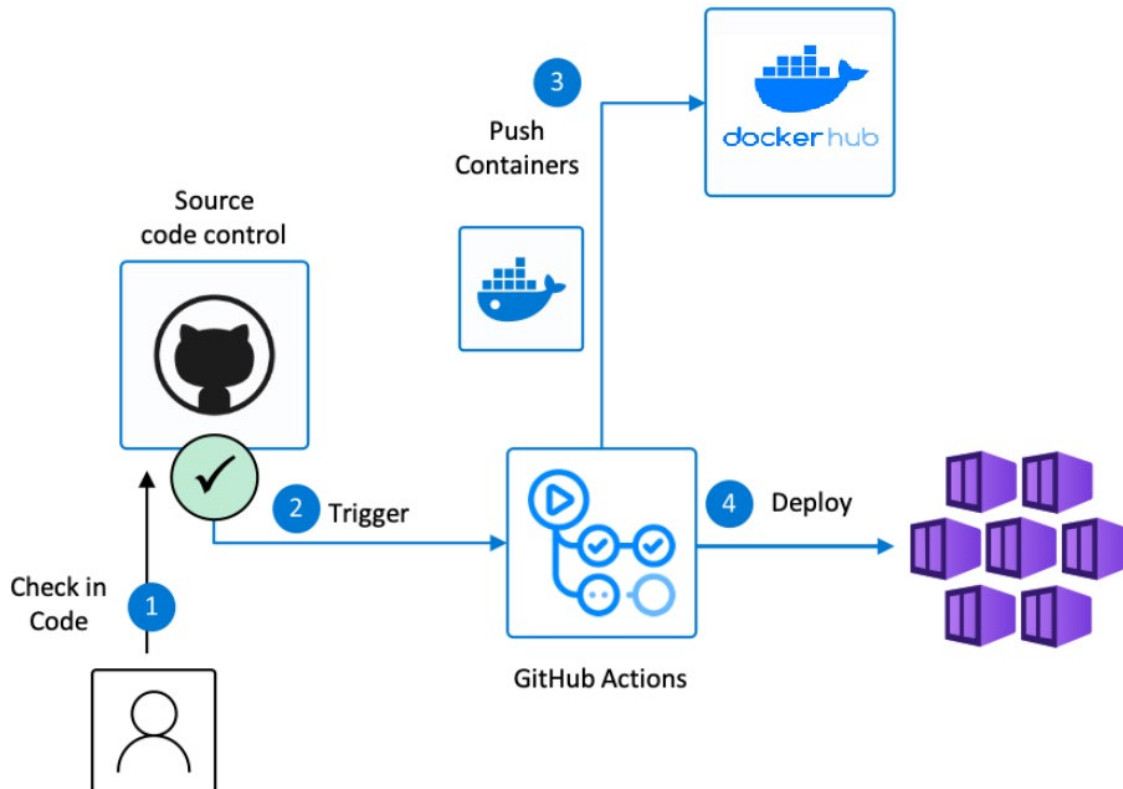 3
Push
Containers
docker hub
Source
code control
2
Trigger
4
Deploy
Check in
Code
1
GitHub Actions